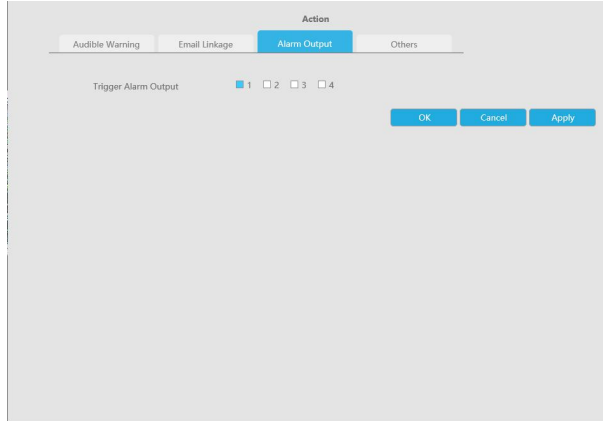 Action
Audible Warning Email Linkage Alarm Output Others
Trigger Alarm Output 1 2 3 4
OK Cancel Apply